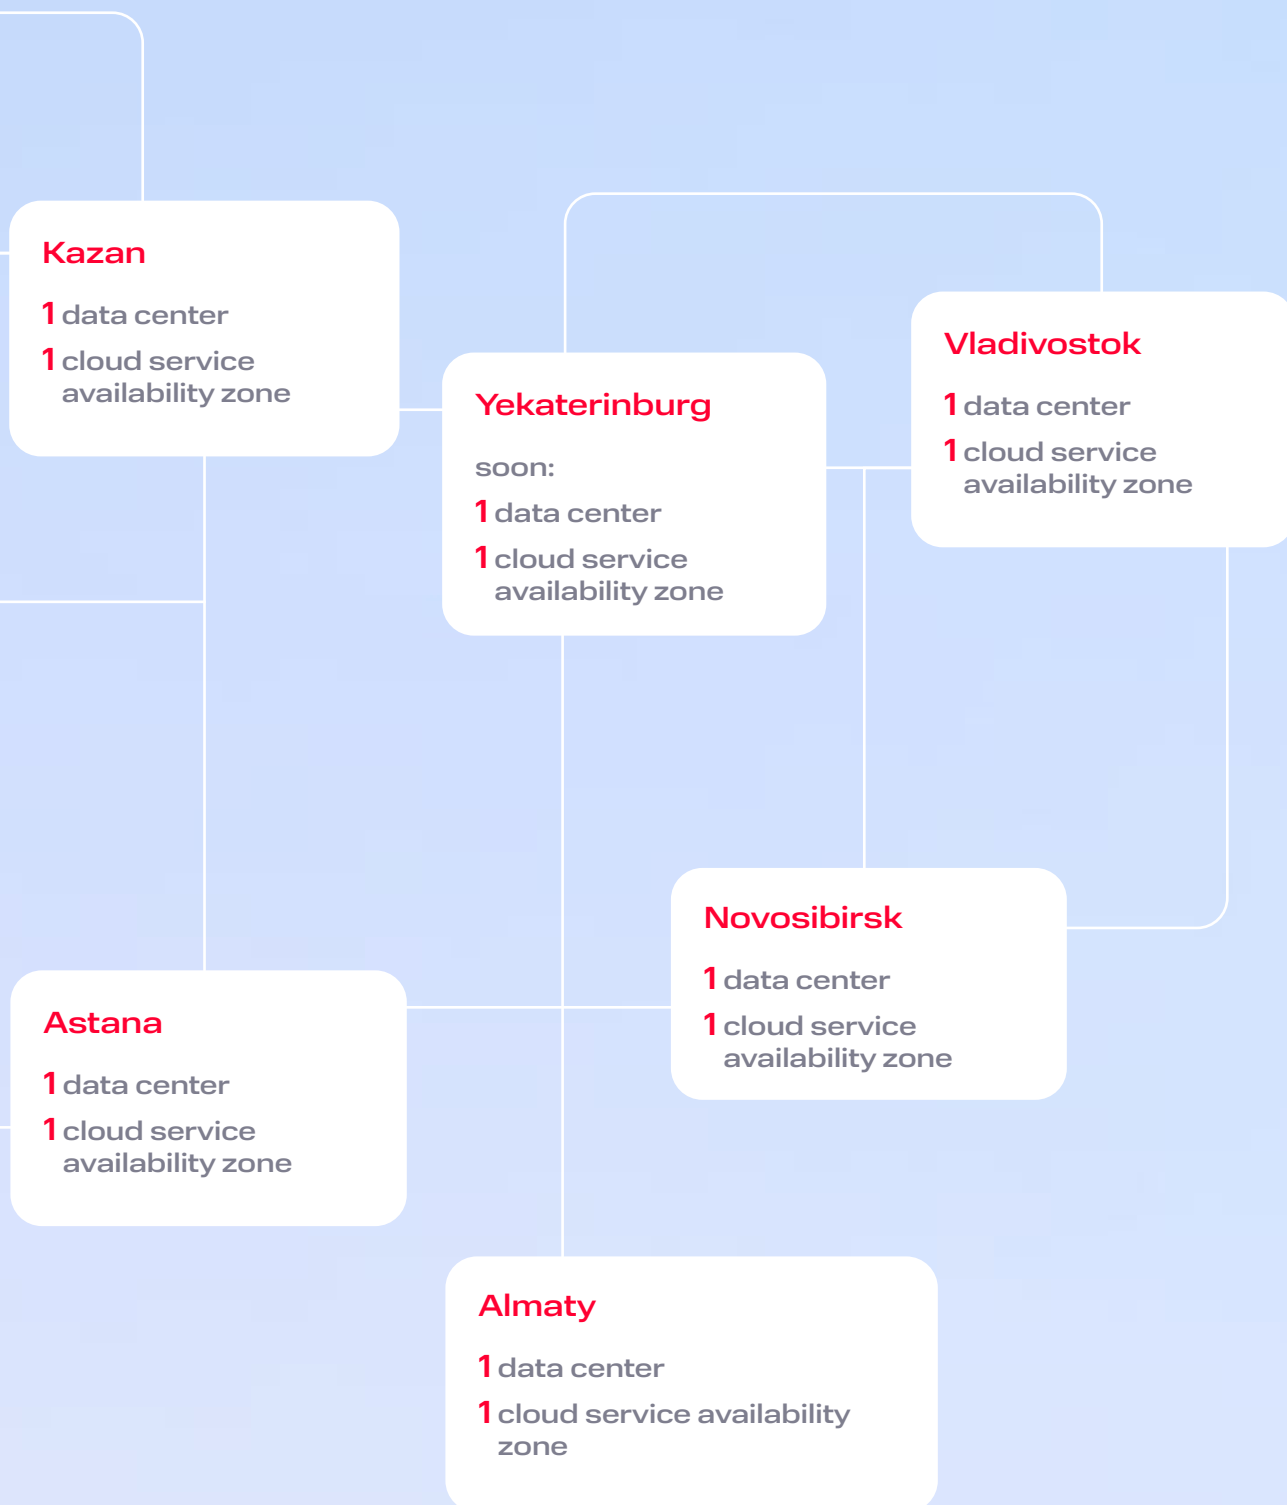 Kazan
1 data center
1 cloud service
availability zone
Yekaterinburg
soon:
1 data center
1 cloud service
availability zone
Vladivostok
1 data center
1 cloud service
availability zone
Novosibirsk
1 data center
1 cloud service
availability zone
Astana
1 data center
1 cloud service
availability zone
Almaty
1 data center
1 cloud service availability
zone